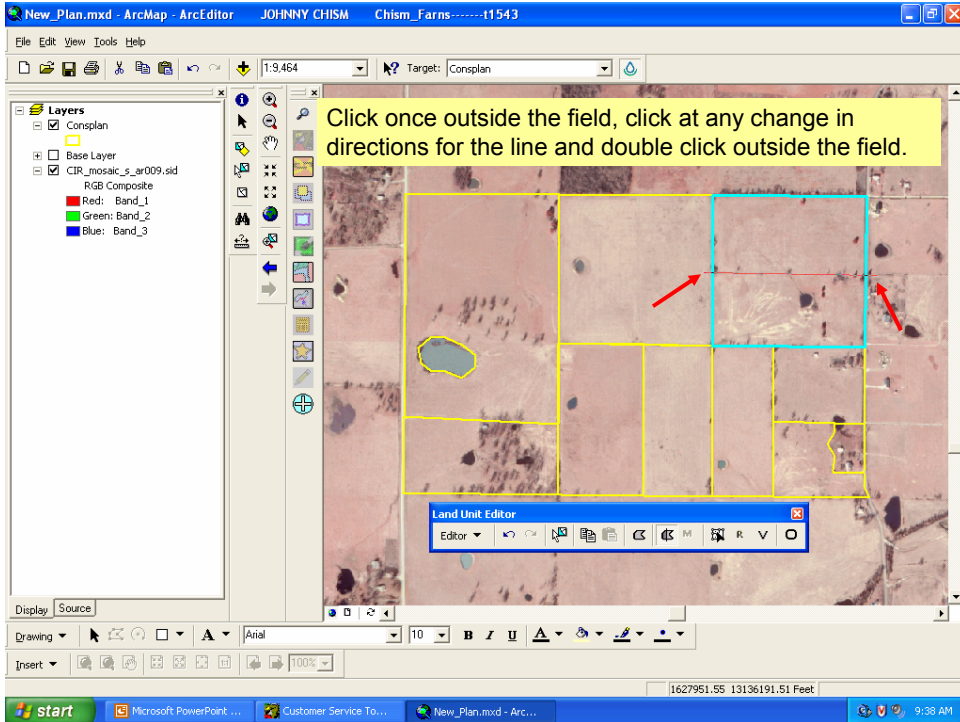 New_Plan.mxd - ArcMap - ArcEditor JOHNNY CHISM Chism_Farns-------t1543
File Edit View Tools Help
1:9,464 Target: Consplan
Layers
Consplan
Base Layer
CIR_mosaic_s_ar009.sid
RGB Composite
Red: Band_1
Green: Band_2
Blue: Band_3
Click once outside the field, click at any change in
directions for the line and double click outside the field.
Land Unit Editor
Editor M R V
Display Source
Drawing A Arial 10 B I U A
Insert 100%
1627951.55 13136191.51 Feet
start Microsoft PowerPoint ... Customer Service To... New_Plan.mxd - Arc... 9:38 AM